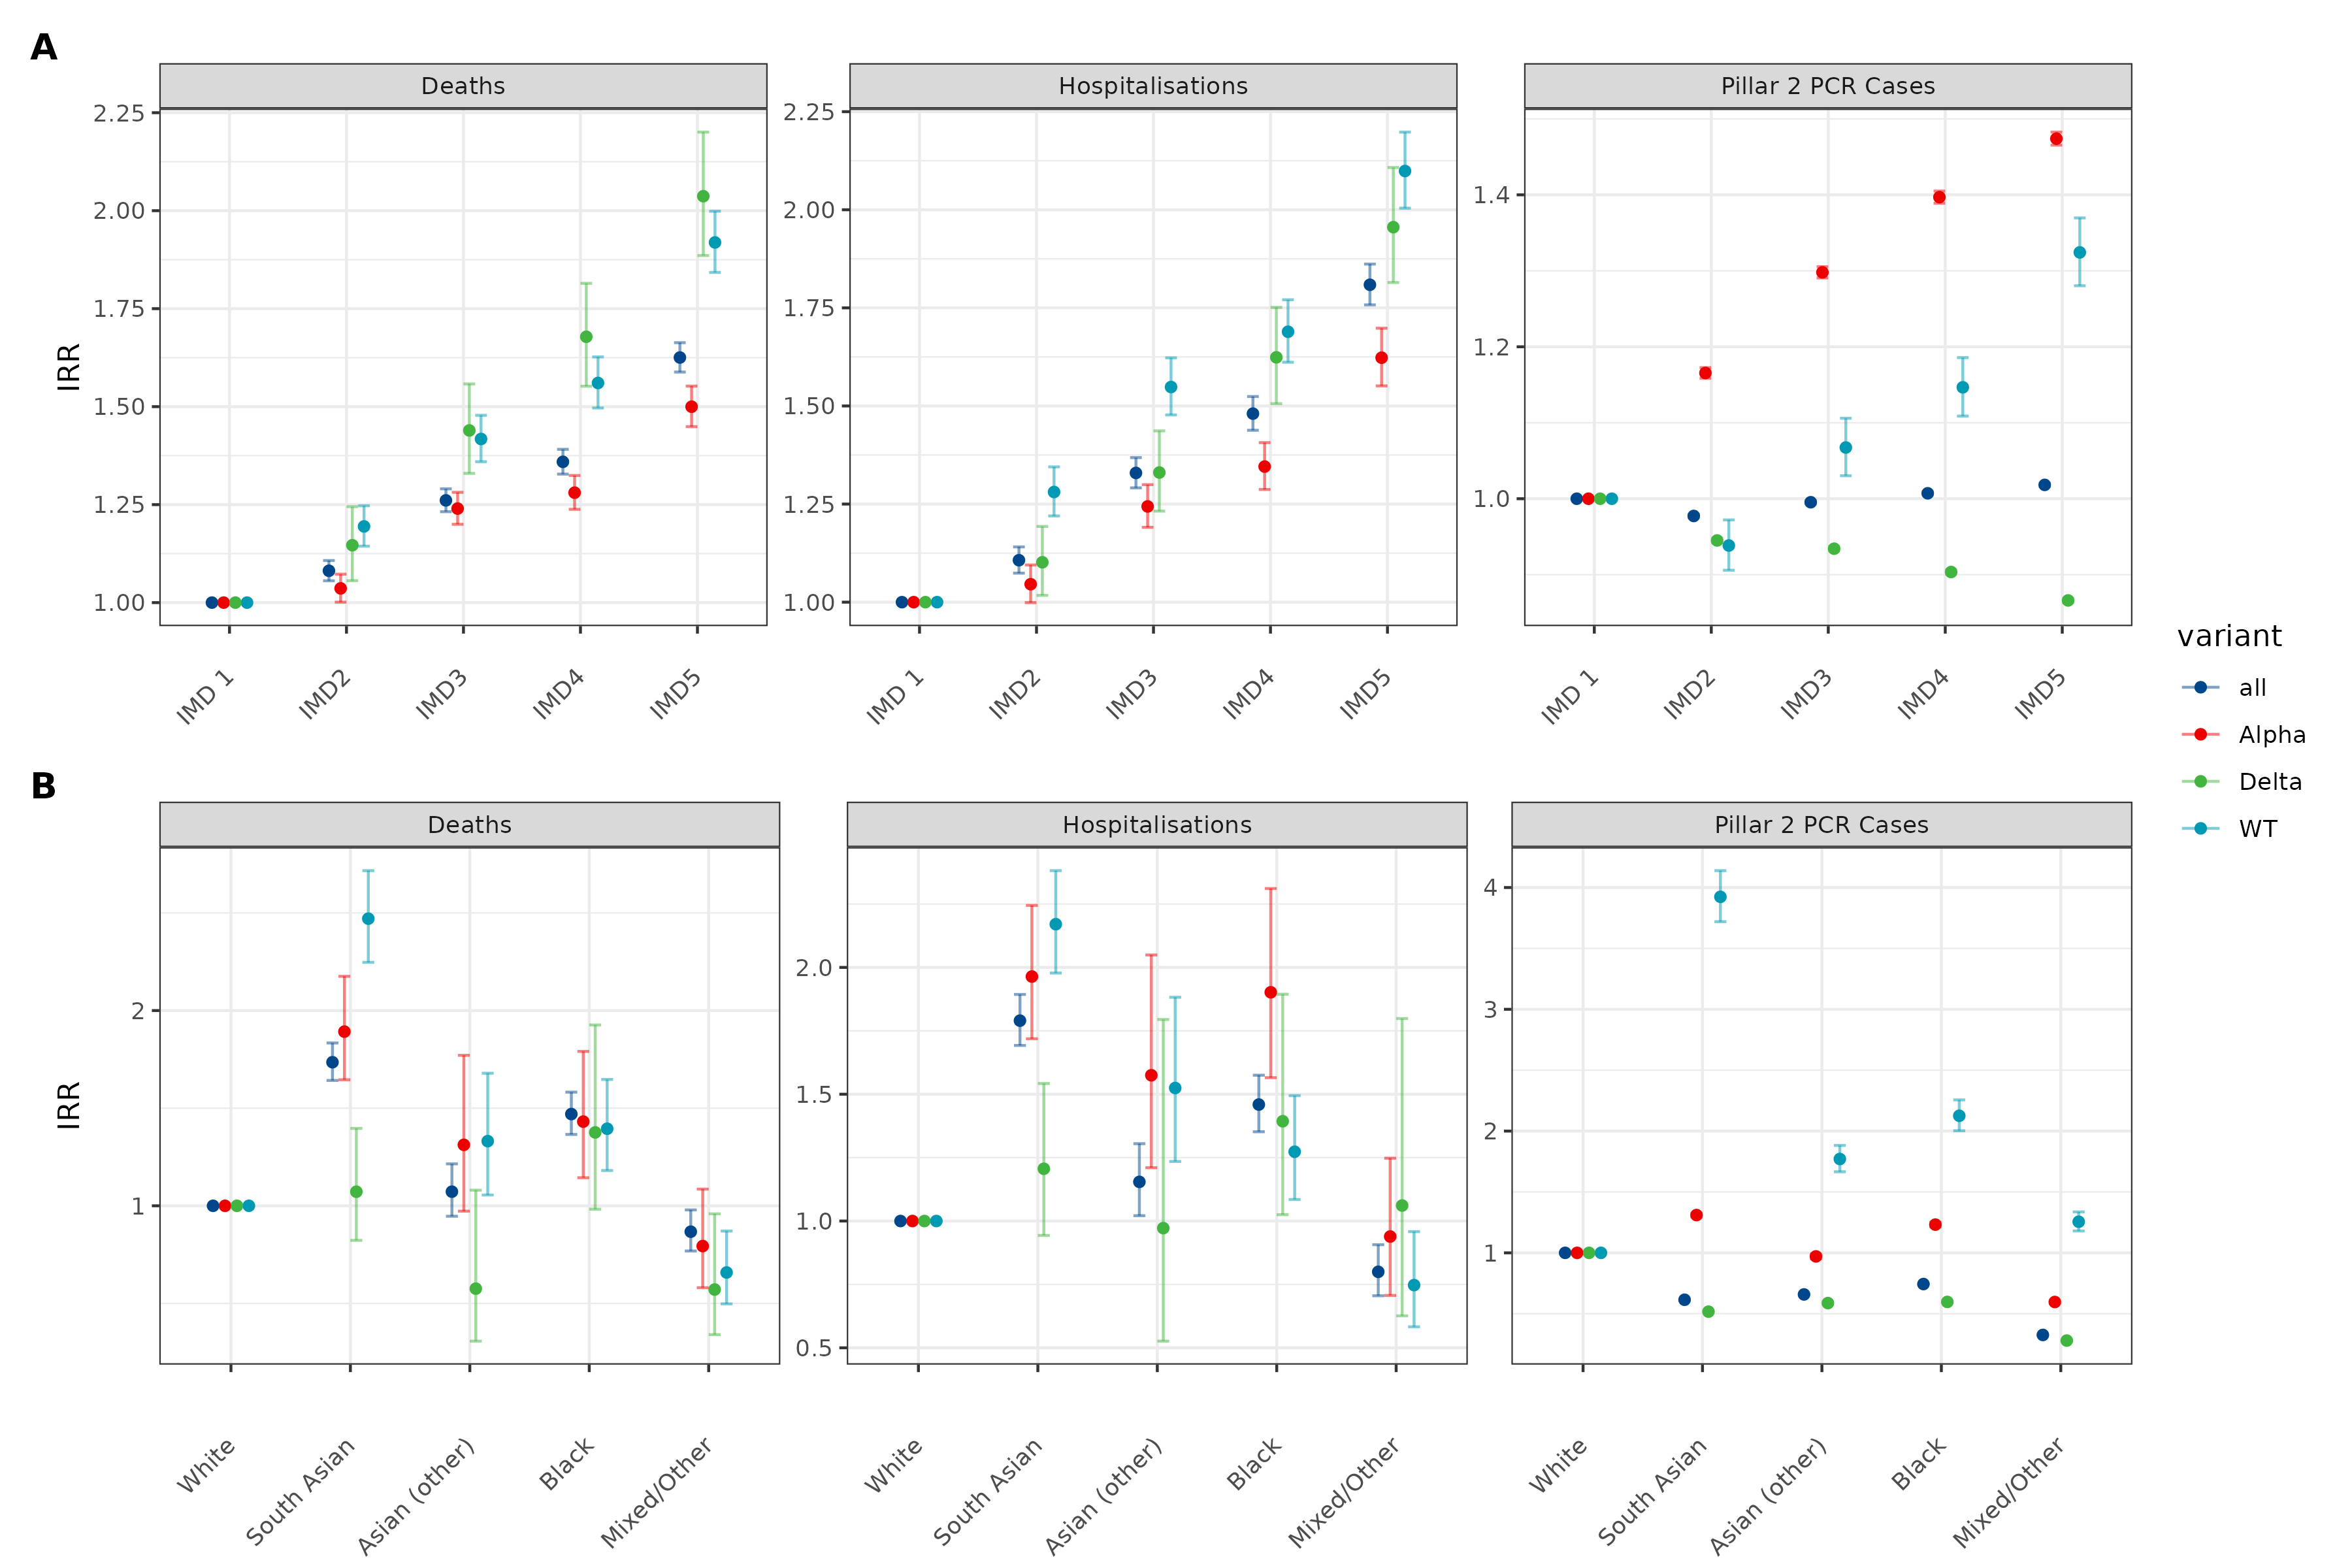 A
Deaths
Hospitalisations
Pillar 2 PCR Cases
IRR
2.25
2.00
1.75
1.50
1.25
1.00
2.25
2.00
1.75
1.50
1.25
1.00
1.4
1.2
1.0
IMD 1
IMD2
IMD3
IMD4
IMD5
IMD 1
IMD2
IMD3
IMD4
IMD5
IMD 1
IMD2
IMD3
IMD4
IMD5
variant
all
Alpha
Delta
WT
B
Deaths
Hospitalisations
Pillar 2 PCR Cases
IRR
2
1
2.0
1.5
1.0
0.5
4
3
2
1
White
South Asian
Asian (other)
Black
Mixed/Other
White
South Asian
Asian (other)
Black
Mixed/Other
White
South Asian
Asian (other)
Black
Mixed/Other